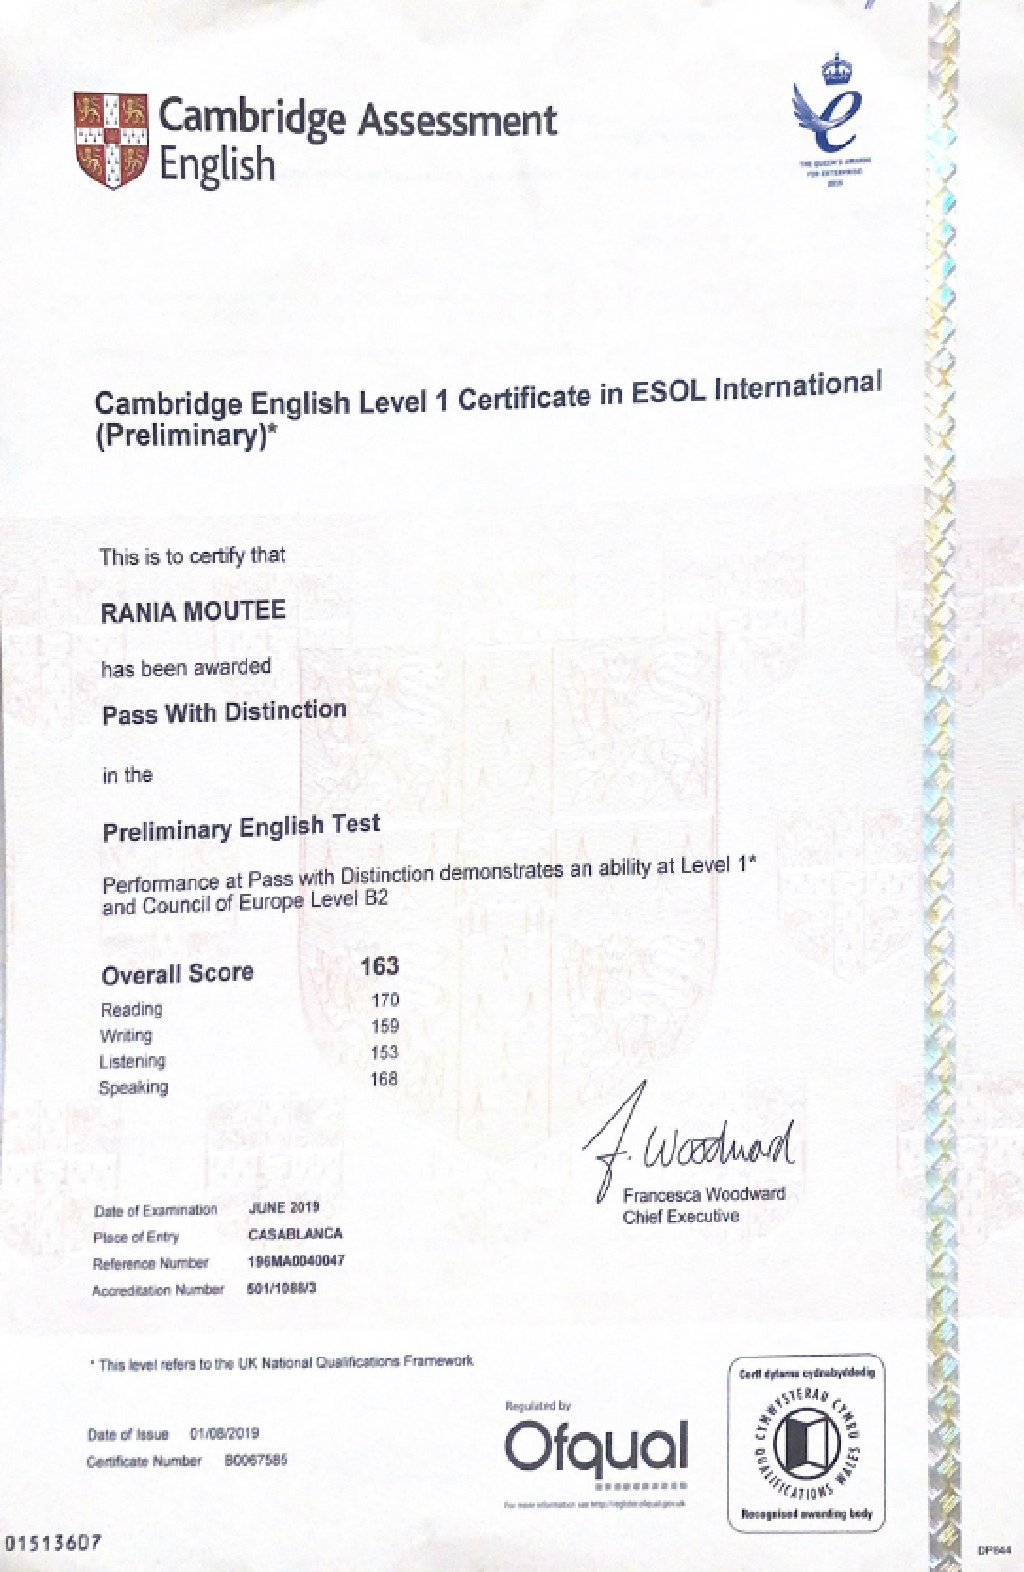 Cambridge Assessment
English
THE QUEEN'S AWARDS
FOR ENTERPRISE
Cambridge English Level 1 Certificate in ESOL International
(Preliminary)*
This is to certify that
RANIA MOUTEE
has been awarded
Pass With Distinction
in the
Preliminary English Test
Performance at Pass with Distinction demonstrates an ability at Level 1*
and Council of Europe Level B2
Overall Score 163
Reading 170
Writing 159
Listening 153
Speaking 168
F. Woodward
Francesca Woodward
Chief Executive
Date of Examination JUNE 2019
Place of Entry CASABLANCA
Reference Number 196MA0040047
Accreditation Number 501/1088/3
* This level refers to the UK National Qualifications Framework
Date of Issue 01/08/2019
Certificate Number B0067585
Regulated by
Ofqual
For more information see http://register.ofqual.gov.uk
Corff dyfarnu cydnabyddedig
CYMWYSTERAU CYMRU
QUALIFICATIONS WALES
Recognised awarding body
01513607
DP844